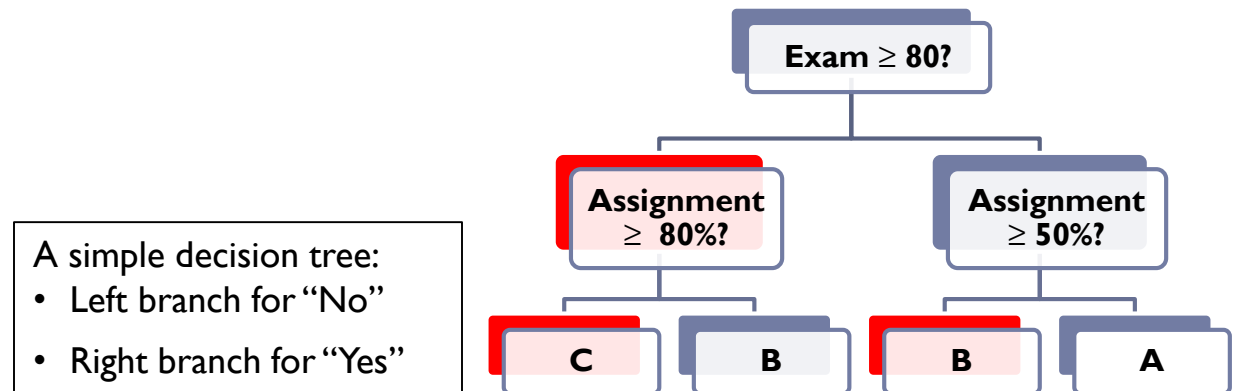 Exam ≥ 80?
Assignment
≥ 80%?
Assignment
≥ 50%?
A simple decision tree:
• Left branch for “No”
• Right branch for “Yes”
C
B
B
A